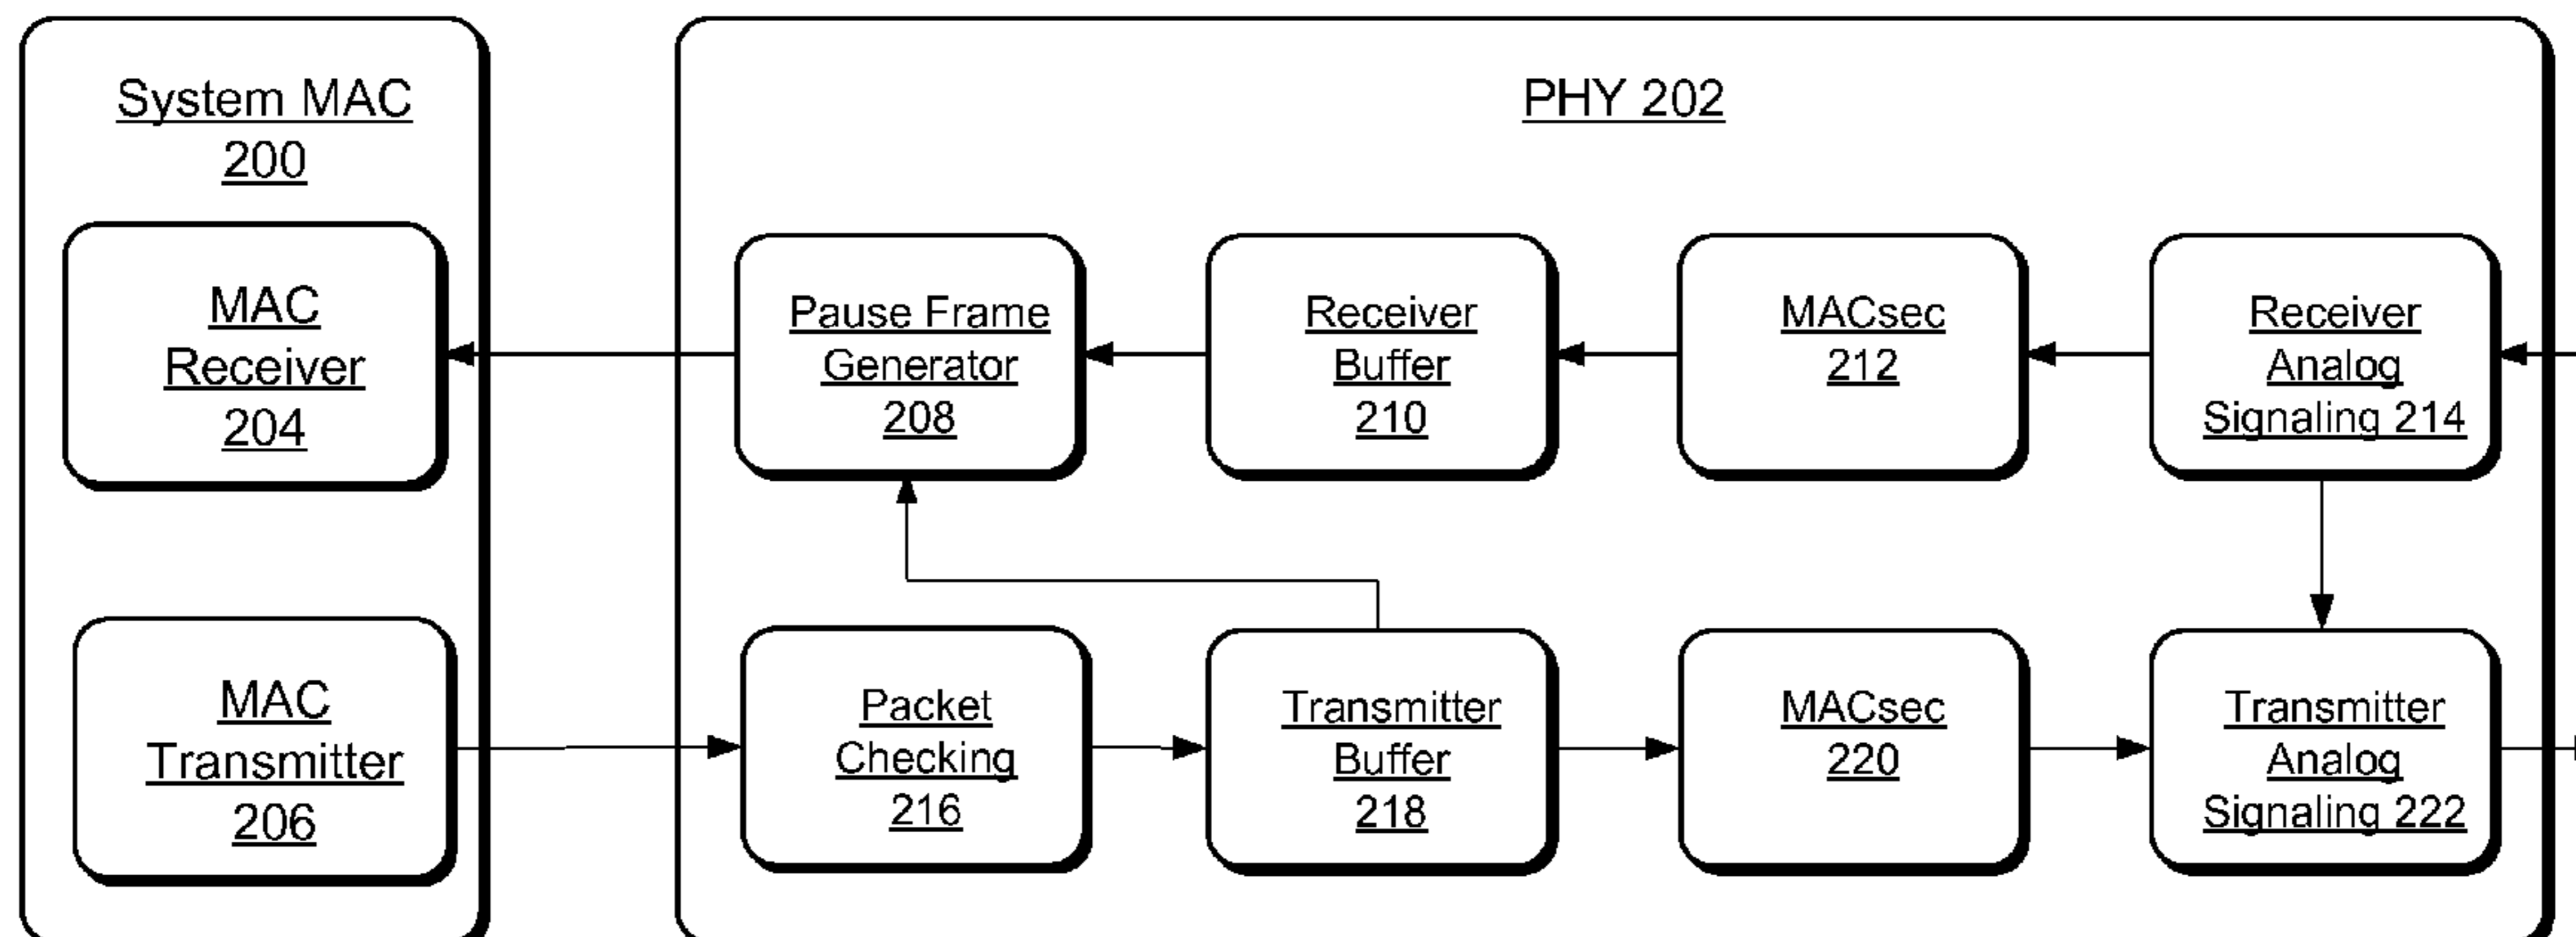 System MAC
200
PHY 202
MAC
Receiver
204
Pause Frame
Generator
208
Receiver
Buffer
210
MACsec
212
Receiver
Analog
Signaling 214
MAC
Transmitter
206
Packet
Checking
216
Transmitter
Buffer
218
MACsec
220
Transmitter
Analog
Signaling 222